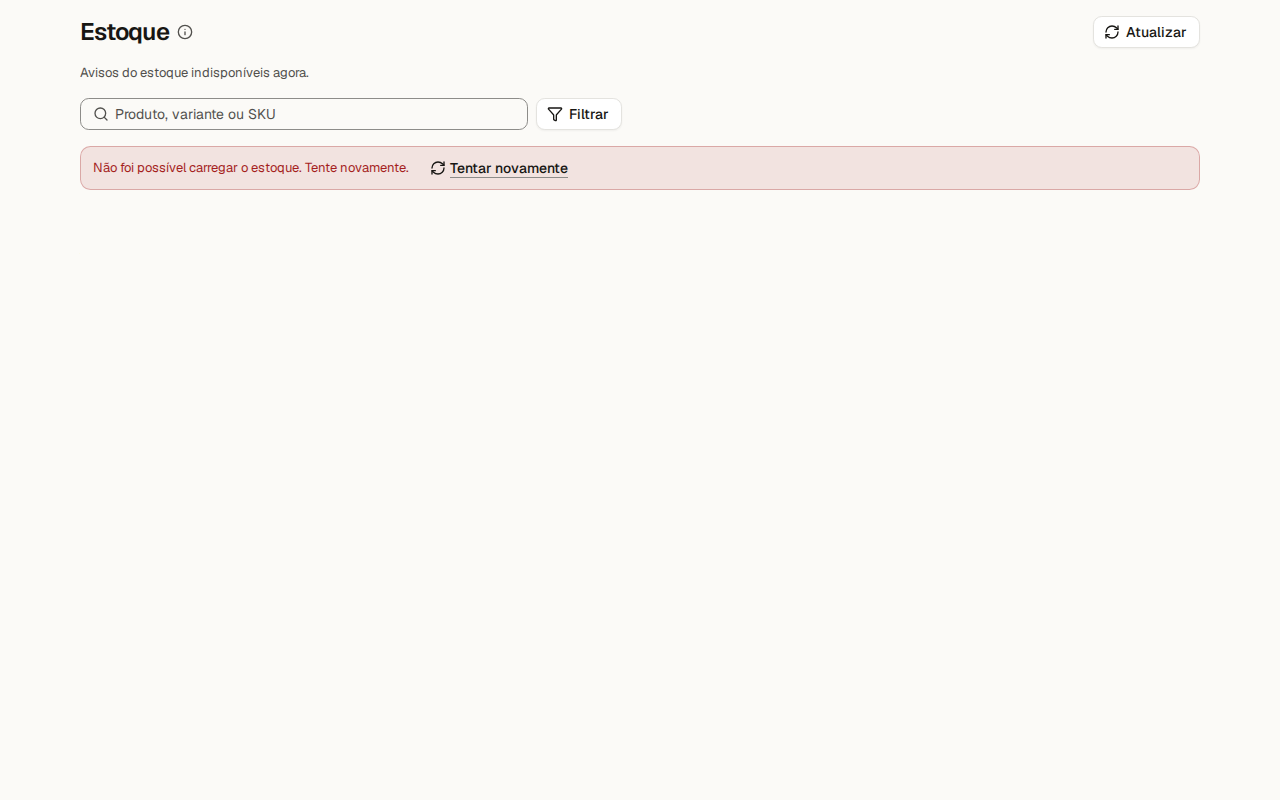 Estoque
Atualizar
Avisos do estoque indisponíveis agora.
Produto, variante ou SKU
Filtrar
Não foi possível carregar o estoque. Tente novamente.
Tentar novamente